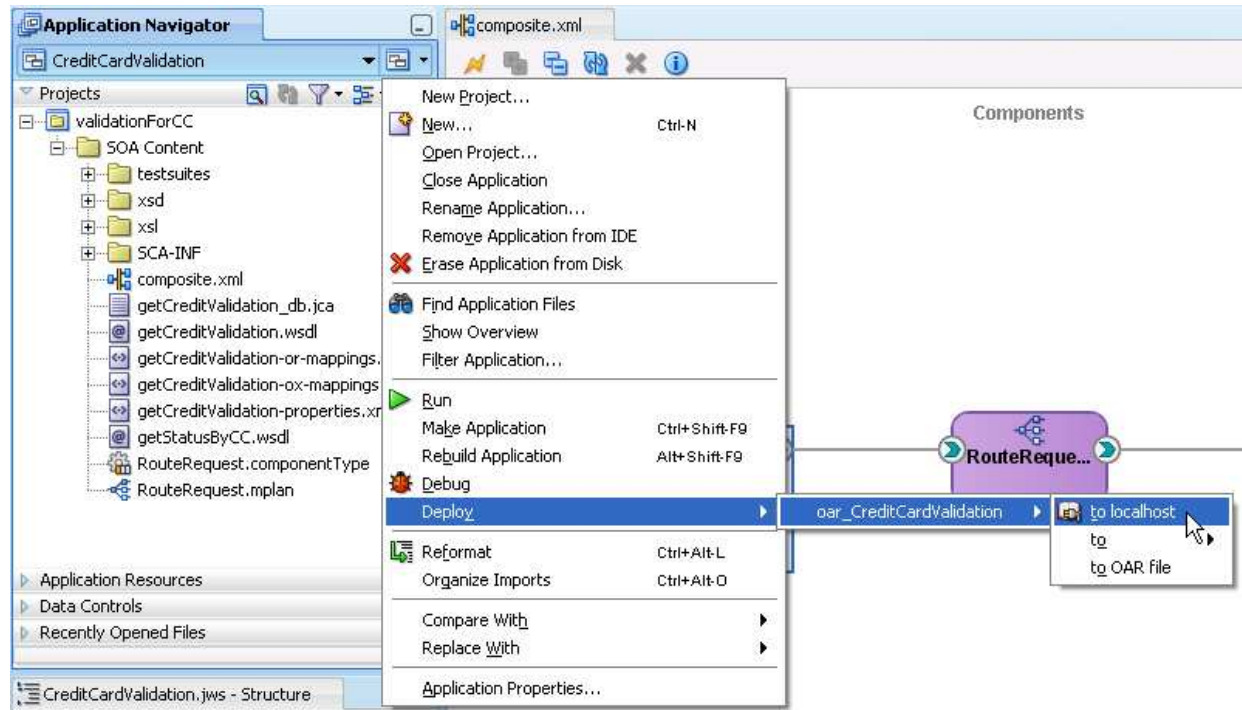 Application Navigator
composite.xml
CreditCardValidation
Projects
validationForCC
SOA Content
testsuites
xsd
xsl
SCA-INF
composite.xml
getCreditValidation_db.jca
getCreditValidation.wsdl
getCreditValidation-or-mappings.
getCreditValidation-ox-mappings
getCreditValidation-properties.xr
getStatusByCC.wsdl
RouteRequest.componentType
RouteRequest.mplan
Application Resources
Data Controls
Recently Opened Files
CreditCardValidation.jws - Structure
New Project...
New... Ctrl-N
Open Project...
Close Application
Rename Application...
Remove Application from IDE
Erase Application from Disk
Find Application Files
Show Overview
Filter Application...
Run
Make Application Ctrl+Shift-F9
Rebuild Application Alt+Shift-F9
Debug
Deploy
Reformat Ctrl+Alt-L
Organize Imports Ctrl+Alt-O
Compare With
Replace With
Application Properties...
oar_CreditCardValidation
to localhost
to
to OAR file
Components
RouteReque...